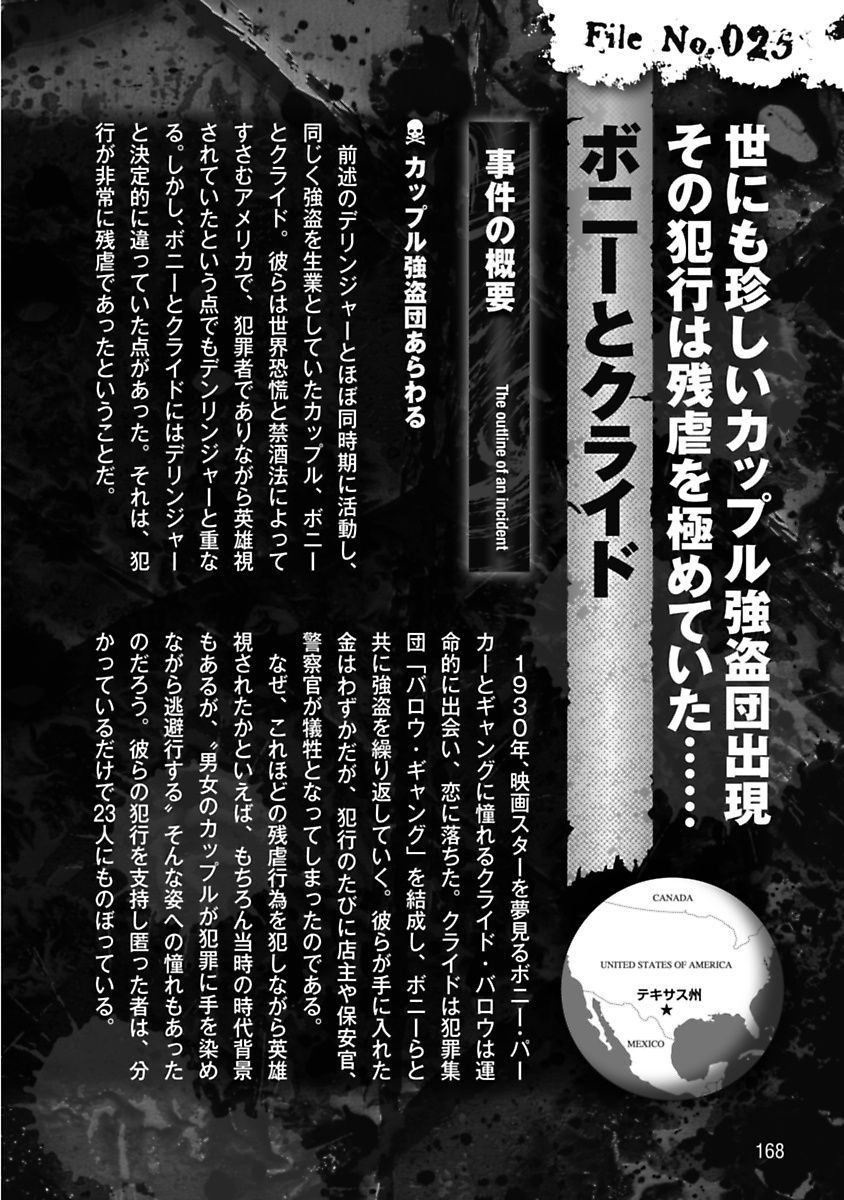 File No.025
世にも珍しいカップル強盗団出現
その犯行は残虐を極めていた……
ボニーとクライド
事件の概要
The outline of an incident
カップル強盗団あらわる
前述のデリンジャーとほぼ同時期に活動し、
同じく強盗を生業としていたカップル、ボニー
とクライド。彼らは世界恐慌と禁酒法によって
すさむアメリカで、犯罪者でありながら英雄視
されていたという点でもデンリンジャーと重な
る。しかし、ボニーとクライドにはデリンジャー
と決定的に違っていた点があった。それは、犯
行が非常に残虐であったということだ。
1930年、映画スターを夢見るボニー・パー
カーとギャングに憧れるクライド・バロウは運
命的に出会い、恋に落ちた。クライドは犯罪集
団「バロウ・ギャング」を結成し、ボニーらと
共に強盗を繰り返していく。彼らが手に入れた
金はわずかだが、犯行のたびに店主や保安官、
警察官が犠牲となってしまったのである。
なぜ、これほどの残虐行為を犯しながら英雄
視されたかといえば、もちろん当時の時代背景
もあるが、〝男女のカップルが犯罪に手を染め
ながら逃避行する〟そんな姿への憧れもあった
のだろう。彼らの犯行を支持し匿った者は、分
かっているだけで23人にものぼっている。
CANADA
UNITED STATES OF AMERICA
テキサス州
MEXICO
168